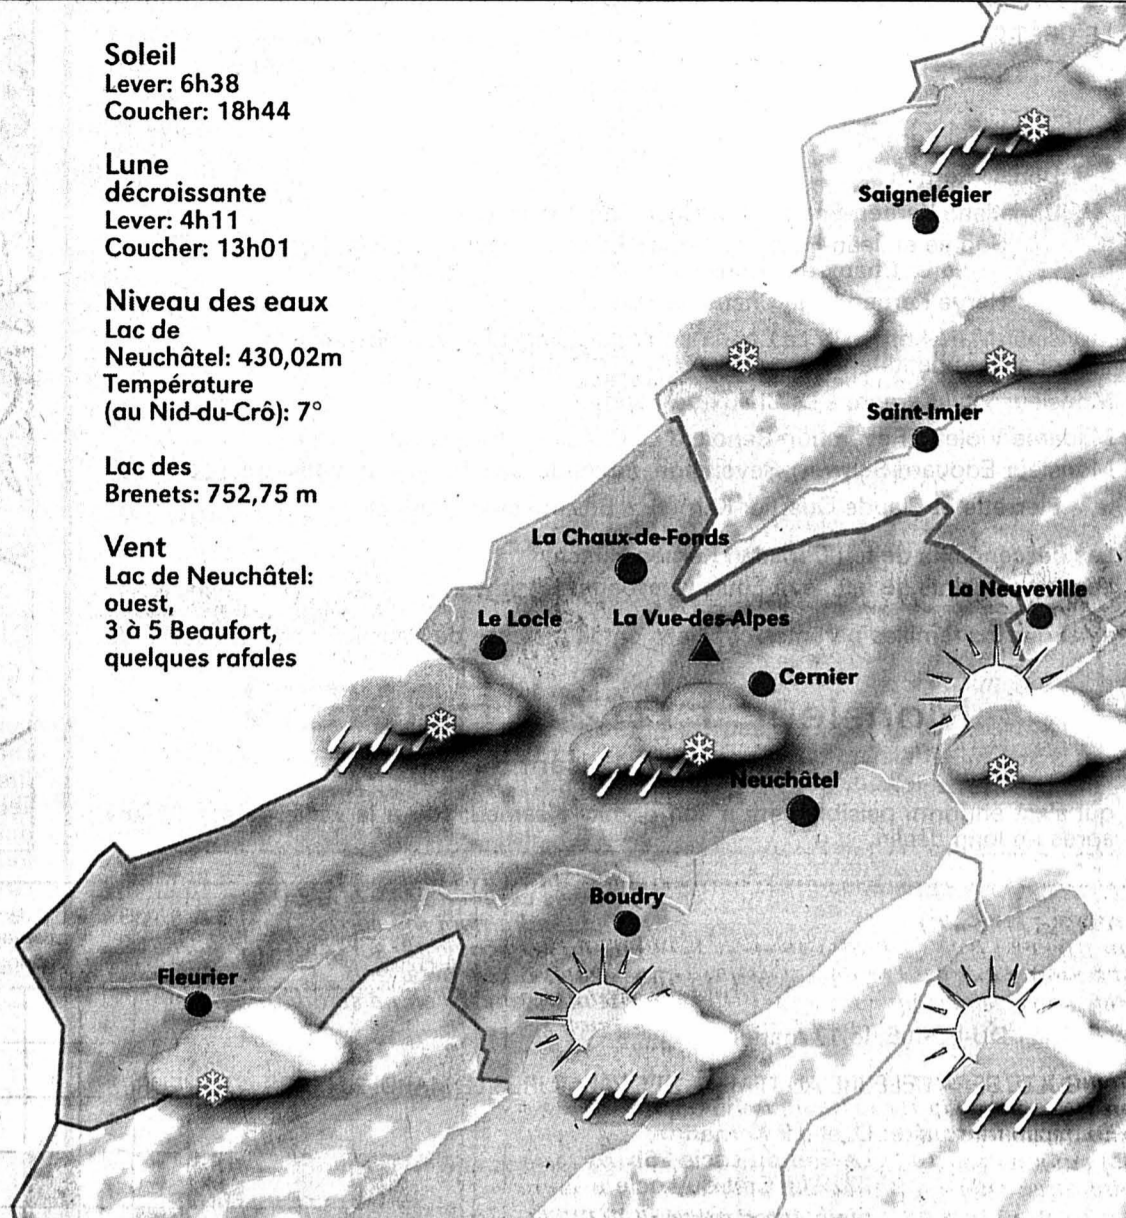 Soleil
Lever: 6h38
Coucher: 18h44
Lune
décroissante
Lever: 4h11
Coucher: 13h01
Niveau des eaux
Lac de
Neuchâtel: 430,02m
Température
(au Nid-du-Crô): 7°
Lac des
Brenets: 752,75 m
Vent
Lac de Neuchâtel:
ouest,
3 à 5 Beaufort,
quelques rafales
Saignelégier
Saint-Imier
La Chaux-de-Fonds
La Neuveville
Le Locle
La Vue-des-Alpes
Cernier
Neuchâtel
Boudry
Fleurier